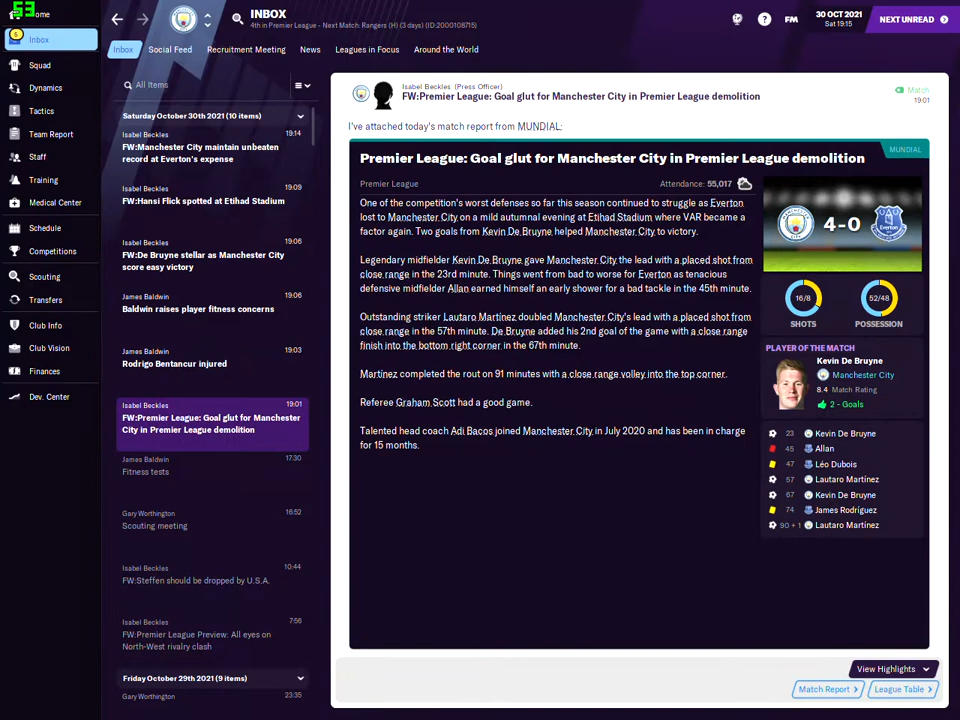 53
ome
INBOX
4th in Premier League - Next Match: Rangers (H) (3 days) (ID:2000108715)
FM
30 OCT 2021
Sat 19:15
NEXT UNREAD
5
Inbox
Inbox
Social Feed
Recruitment Meeting
News
Leagues in Focus
Around the World
Squad
Dynamics
Tactics
Team Report
Staff
Training
Medical Center
Schedule
Competitions
Scouting
Transfers
Club Info
Club Vision
Finances
Dev. Center
All Items
Saturday October 30th 2021 (10 items)
Isabel Beckles 19:14
FW:Manchester City maintain unbeaten
record at Everton's expense
Isabel Beckles 19:09
FW:Hansi Flick spotted at Etihad Stadium
Isabel Beckles 19:06
FW:De Bruyne stellar as Manchester City
score easy victory
James Baldwin 19:06
Baldwin raises player fitness concerns
James Baldwin 19:03
Rodrigo Bentancur injured
Isabel Beckles 19:01
FW:Premier League: Goal glut for Manchester
City in Premier League demolition
James Baldwin 17:30
Fitness tests
Gary Worthington 16:52
Scouting meeting
Isabel Beckles 10:44
FW:Steffen should be dropped by U.S.A.
Isabel Beckles 7:56
FW:Premier League Preview: All eyes on
North-West rivalry clash
Friday October 29th 2021 (9 items)
Gary Worthington 23:35
Isabel Beckles (Press Officer)
FW:Premier League: Goal glut for Manchester City in Premier League demolition
Match
19:01
I've attached today's match report from MUNDIAL:
MUNDIAL
Premier League: Goal glut for Manchester City in Premier League demolition
Premier League
Attendance: 55,017
One of the competition's worst defenses so far this season continued to struggle as Everton
lost to Manchester City on a mild autumnal evening at Etihad Stadium where VAR became a
factor again. Two goals from Kevin De Bruyne helped Manchester City to victory.
Legendary midfielder Kevin De Bruyne gave Manchester City the lead with a placed shot from
close range in the 23rd minute. Things went from bad to worse for Everton as tenacious
defensive midfielder Allan earned himself an early shower for a bad tackle in the 45th minute.
Outstanding striker Lautaro Martínez doubled Manchester City's lead with a placed shot from
close range in the 57th minute. De Bruyne added his 2nd goal of the game with a close range
finish into the bottom right corner in the 67th minute.
Martínez completed the rout on 91 minutes with a close range volley into the top corner.
Referee Graham Scott had a good game.
Talented head coach Adi Bacos joined Manchester City in July 2020 and has been in charge
for 15 months.
4-0
16/8
SHOTS
52/48
POSSESSION
PLAYER OF THE MATCH
Kevin De Bruyne
Manchester City
8.4 Match Rating
2 - Goals
23 Kevin De Bruyne
45 Allan
47 Léo Dubois
57 Lautaro Martínez
67 Kevin De Bruyne
74 James Rodríguez
90 + 1 Lautaro Martínez
View Highlights
Match Report
League Table